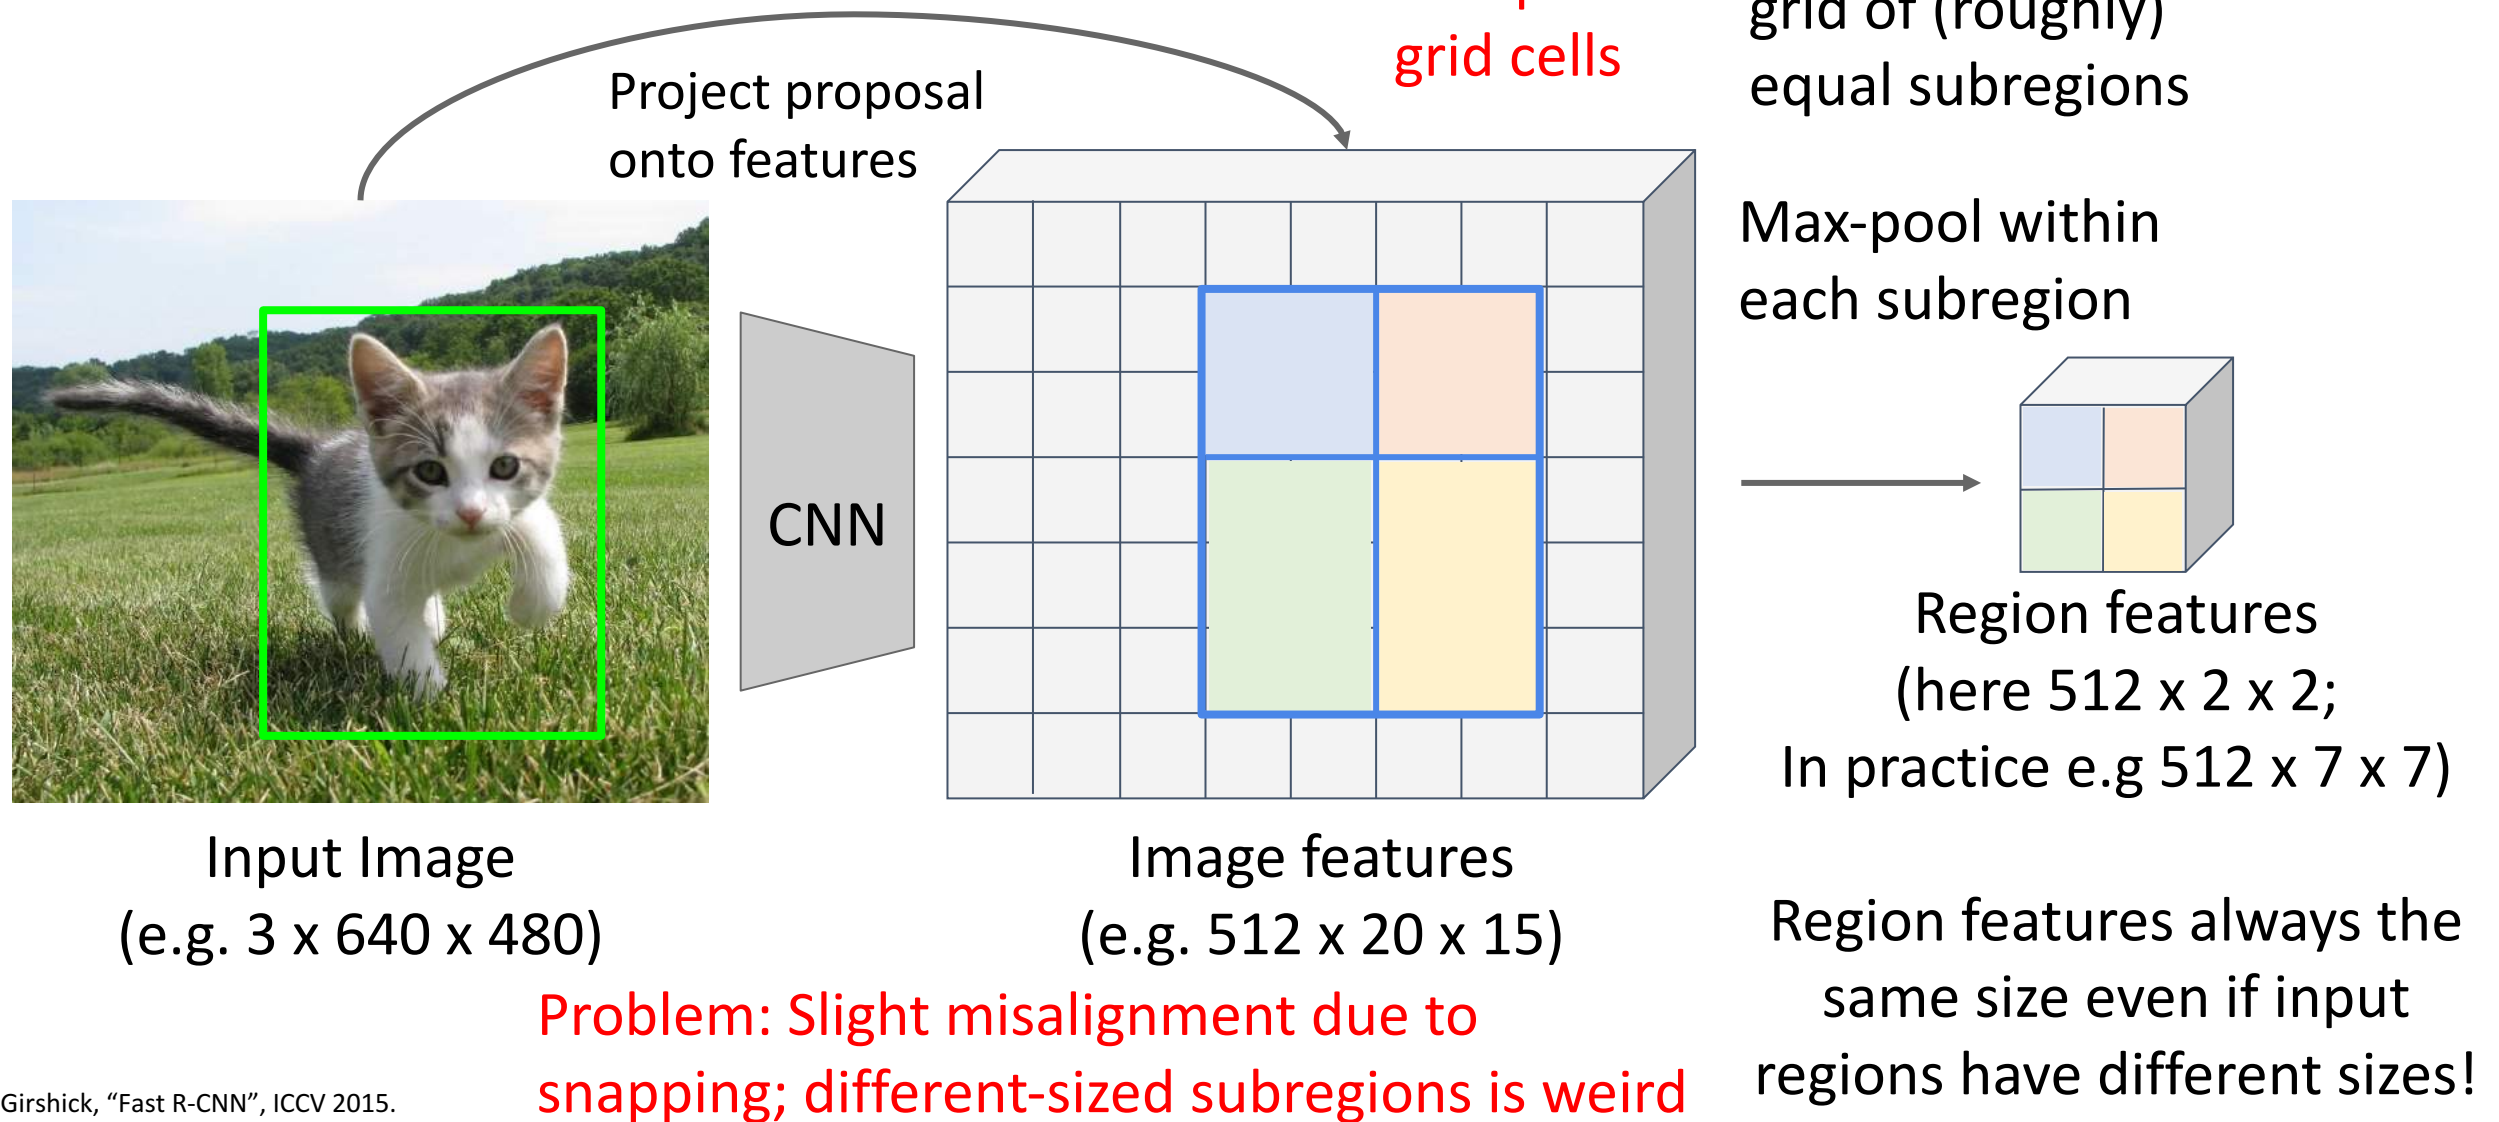 grid cells
grid of (roughly)
equal subregions
Project proposal
onto features
Max-pool within
each subregion
CNN
Region features
(here 512 x 2 x 2;
In practice e.g 512 x 7 x 7)
Input Image
(e.g. 3 x 640 x 480)
Image features
(e.g. 512 x 20 x 15)
Region features always the
same size even if input
regions have different sizes!
Problem: Slight misalignment due to
snapping; different-sized subregions is weird
Girshick, “Fast R-CNN”, ICCV 2015.